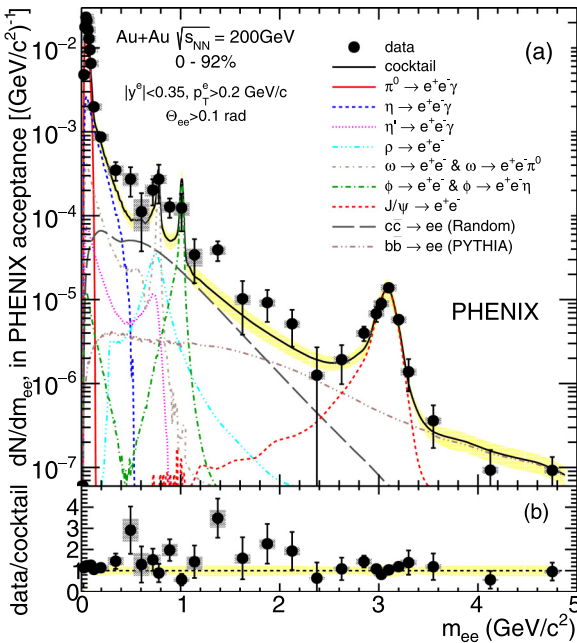 Au+Au √s_NN = 200GeV
0 - 92%
|y^e|<0.35, p_T^e>0.2 GeV/c
Θ_ee>0.1 rad
(a)
data
cocktail
π⁰ → e⁺e⁻γ
η → e⁺e⁻γ
η' → e⁺e⁻γ
ρ → e⁺e⁻
ω → e⁺e⁻ & ω → e⁺e⁻π⁰
ϕ → e⁺e⁻ & ϕ → e⁺e⁻η
J/ψ → e⁺e⁻
cc̅ → ee (Random)
bb̅ → ee (PYTHIA)
PHENIX
dN/dm_ee, in PHENIX acceptance [(GeV/c²)⁻¹]
10⁻²
10⁻³
10⁻⁴
10⁻⁵
10⁻⁶
10⁻⁷
(b)
data/cocktail
4
3
2
1
0
0 1 2 3 4 5
m_ee (GeV/c²)